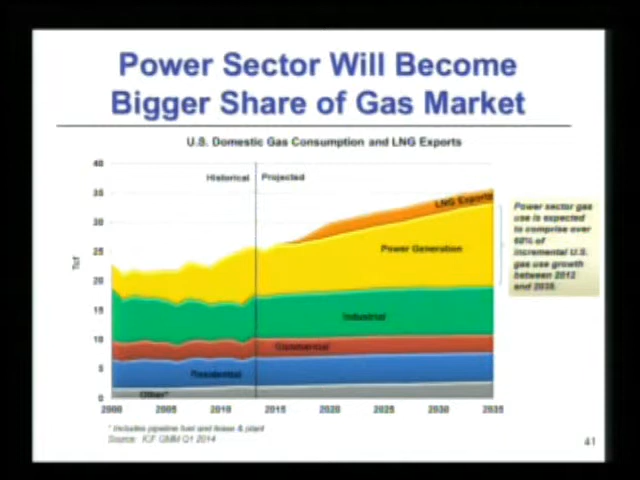 Power Sector Will Become
Bigger Share of Gas Market
U.S. Domestic Gas Consumption and LNG Exports
40
Historical Projected
35
LNG Exports
Power sector gas
use is expected
to comprise over
60% of
incremental U.S.
gas use growth
between 2012
and 2035.
30
Power Generation
25
Tcf
20
15
Industrial
10
Commercial
5
Residential
Other*
0
2000 2005 2010 2015 2020 2025 2030 2035
* Includes pipeline fuel and lease & plant
Source: ICF GMM Q1 2014
41